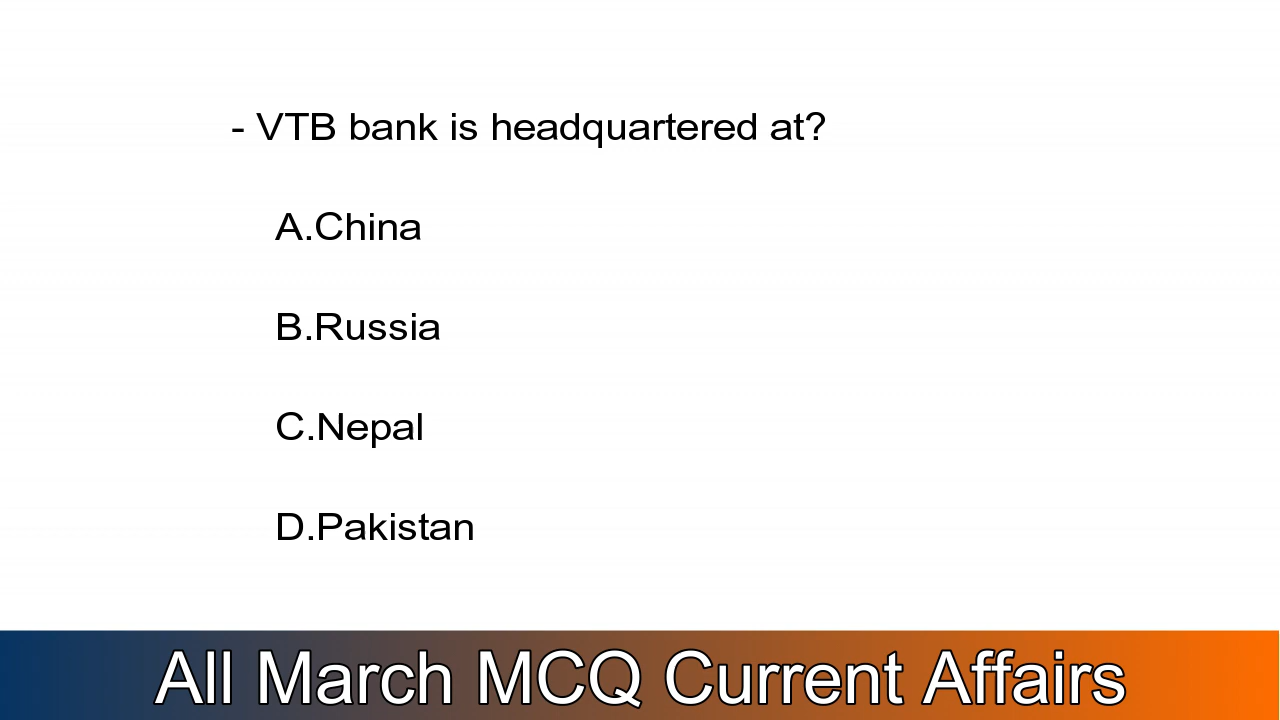 - VTB bank is headquartered at?
A.China
B.Russia
C.Nepal
D.Pakistan
All March MCQ Current Affairs